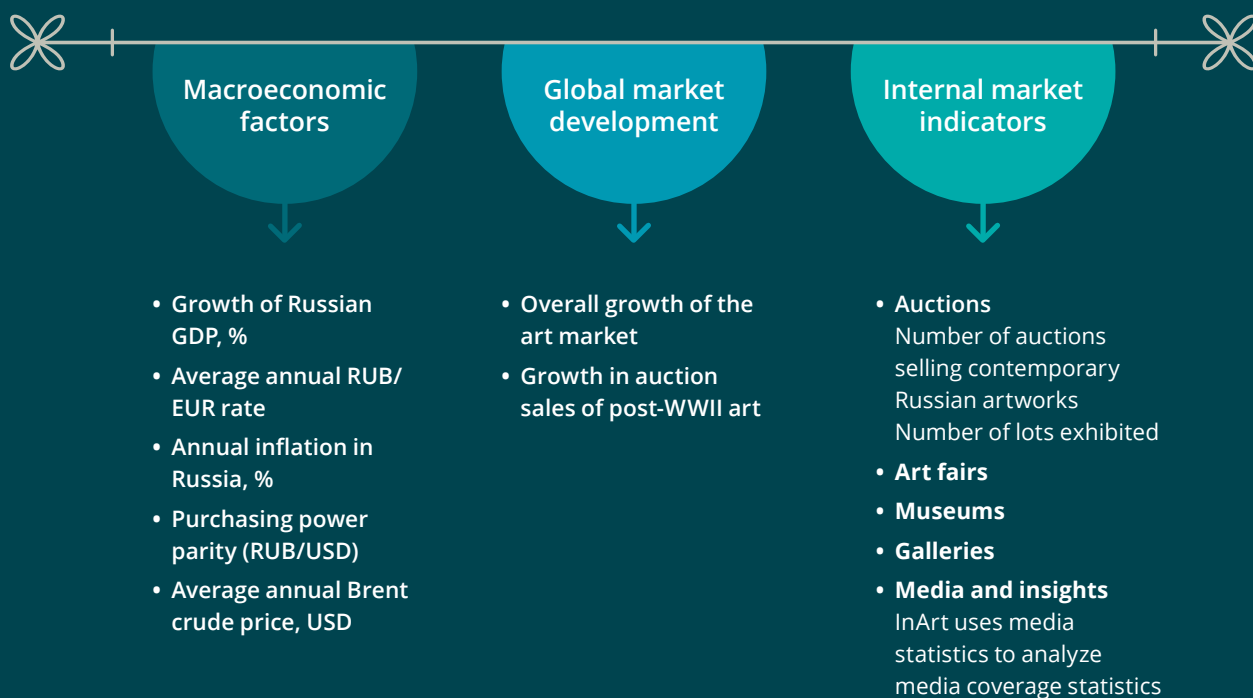 Macroeconomic
factors
• Growth of Russian
GDP, %
• Average annual RUB/
EUR rate
• Annual inflation in
Russia, %
• Purchasing power
parity (RUB/USD)
• Average annual Brent
crude price, USD
Global market
development
• Overall growth of the
art market
• Growth in auction
sales of post-WWII art
Internal market
indicators
• Auctions
Number of auctions
selling contemporary
Russian artworks
Number of lots exhibited
• Art fairs
• Museums
• Galleries
• Media and insights
InArt uses media
statistics to analyze
media coverage statistics